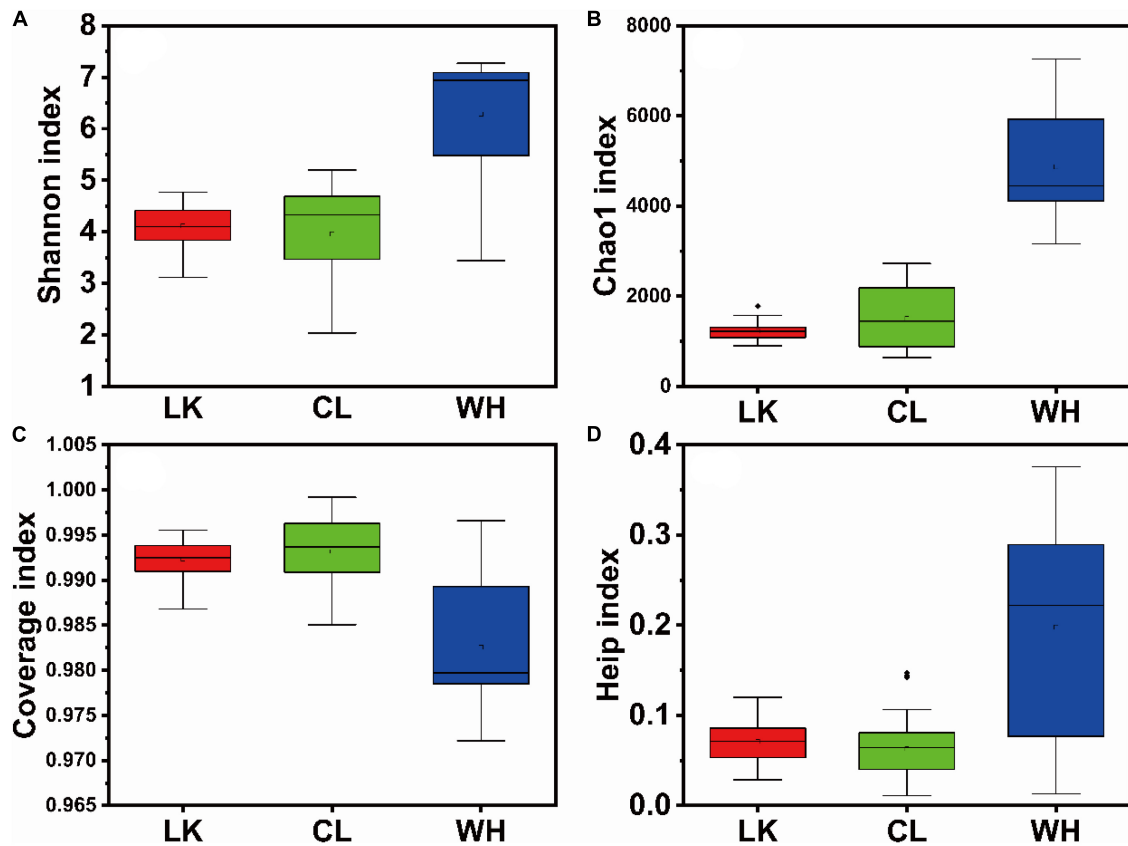 A
Shannon index
8
7
6
5
4
3
2
1
LK CL WH
B
Chao1 index
8000
6000
4000
2000
0
LK CL WH
C
Coverage index
1.005
1.000
0.995
0.990
0.985
0.980
0.975
0.970
0.965
LK CL WH
D
Heip index
0.4
0.3
0.2
0.1
0.0
LK CL WH